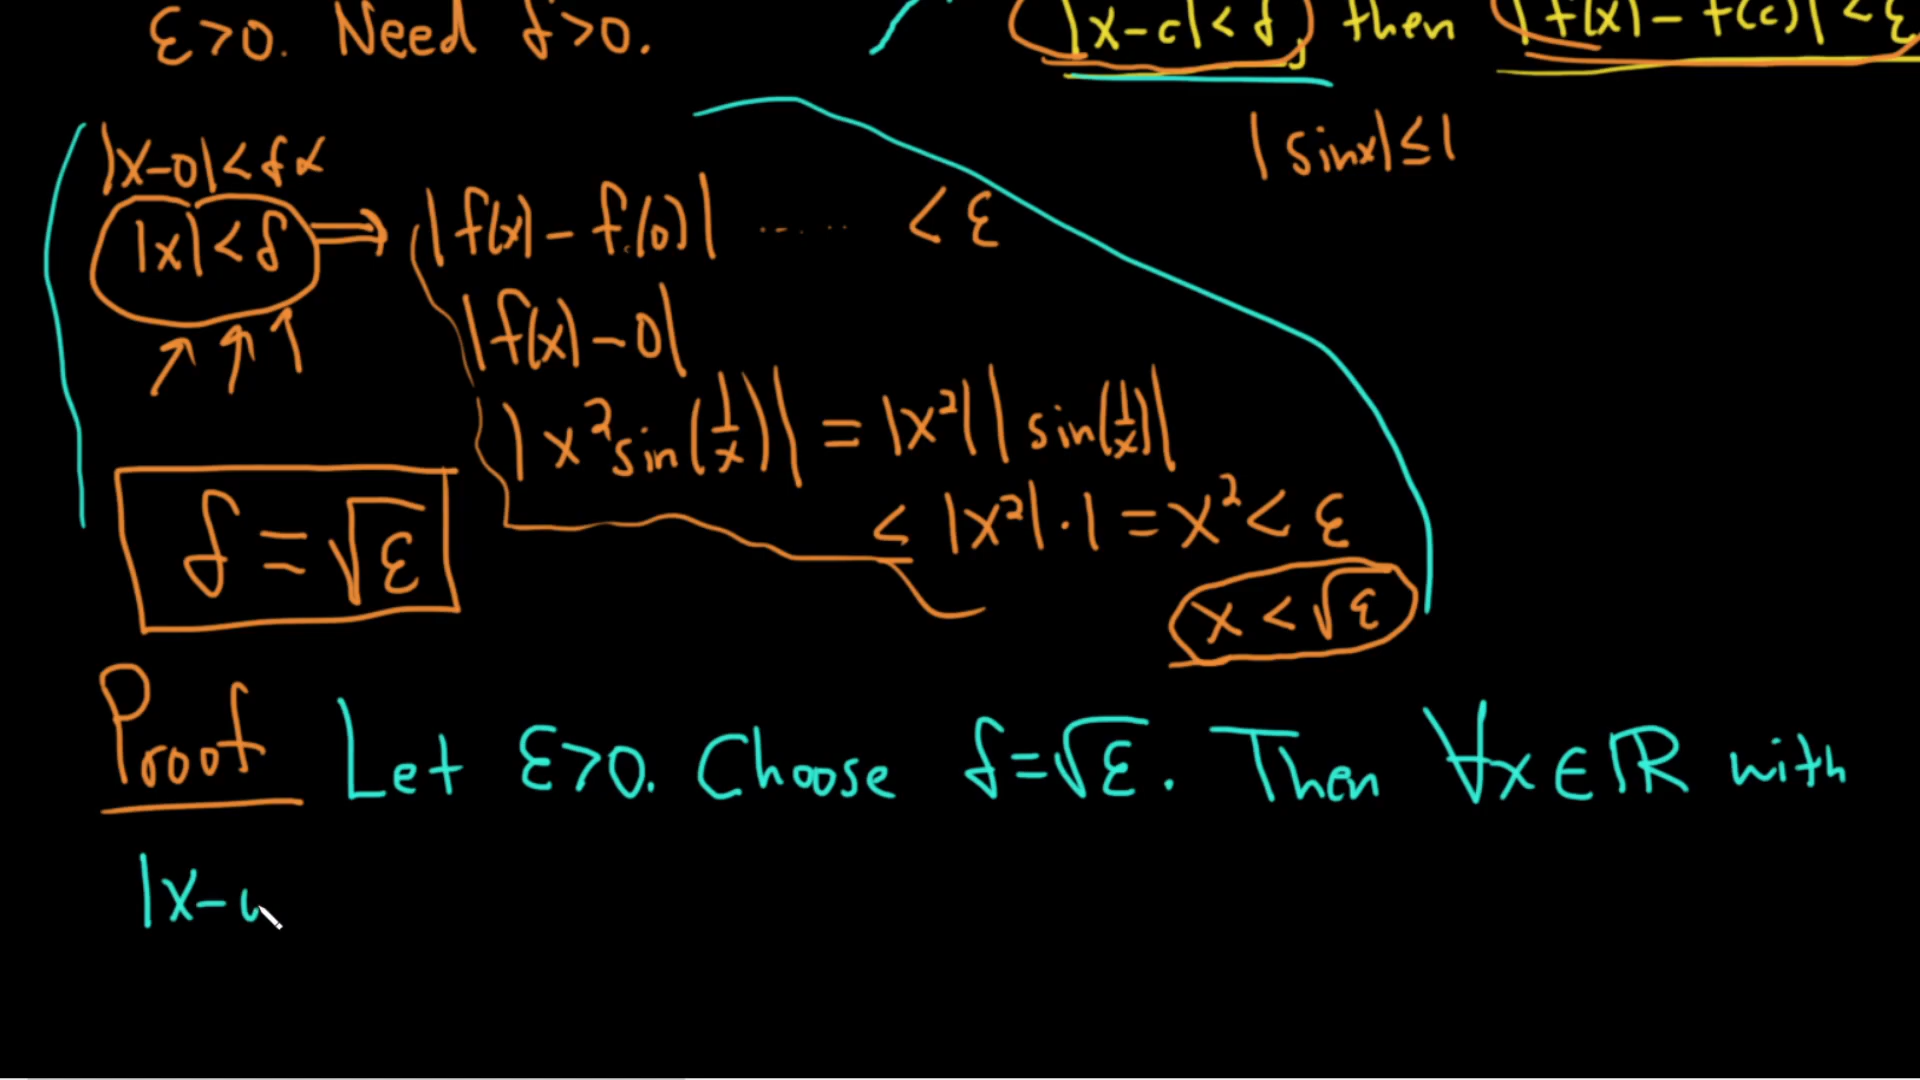 ε>0. Need δ>0.
|x-c|<δ, then |f(x)-f(c)|<ε
|sinx|≤1
|x-0|<δ
|x|<δ ⇒ |f(x)-f(0)| ...... <ε
|f(x)-0|
|x²sin(1/x)| = |x²||sin(1/x)|
< |x²|·1 = x² < ε
δ=√ε
x<√ε
Proof Let ε>0. Choose δ=√ε. Then ∀x∈ℝ with
|x-